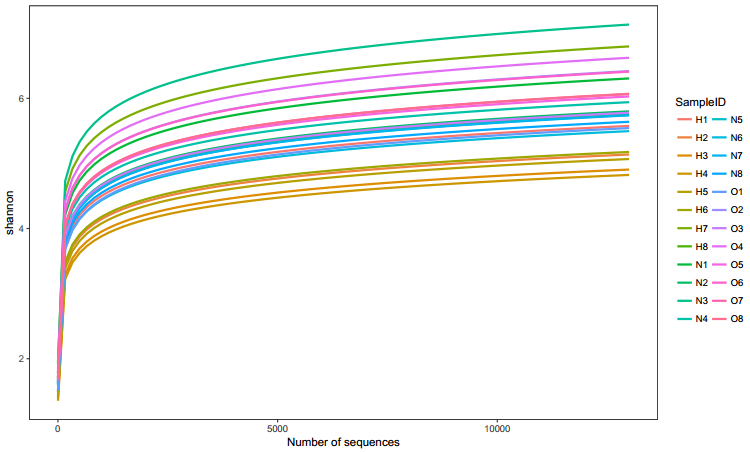 shannon
6
4
2
0
5000
10000
Number of sequences
SampleID
H1 N5
H2 N6
H3 N7
H4 N8
H5 O1
H6 O2
H7 O3
H8 O4
N1 O5
N2 O6
N3 O7
N4 O8